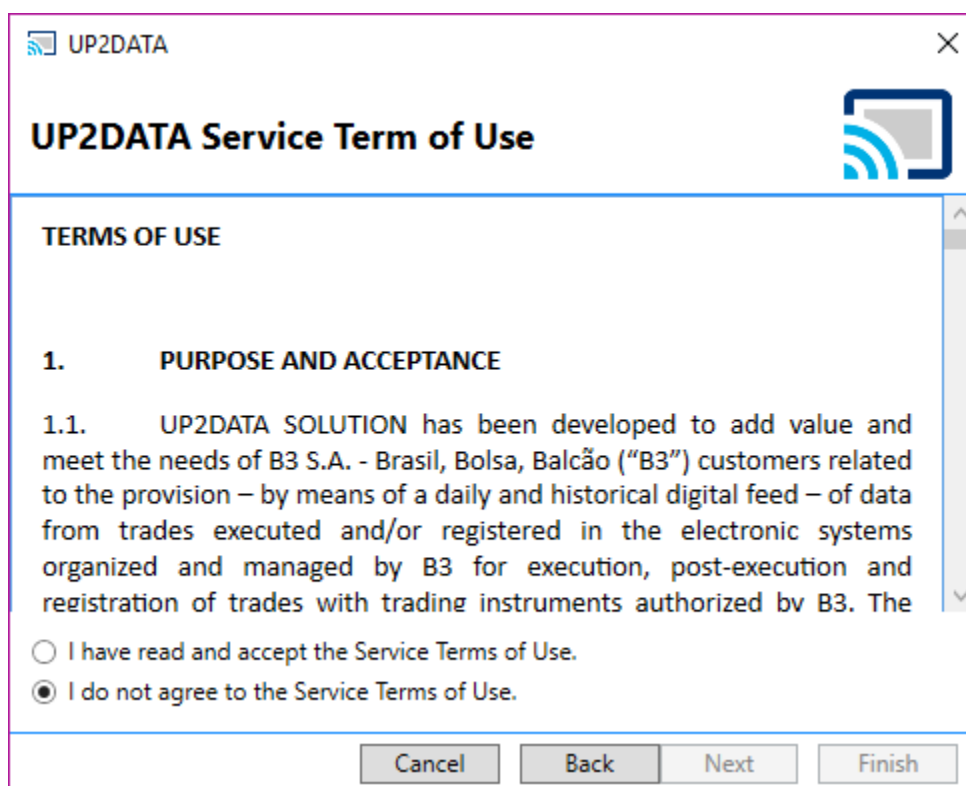 UP2DATA
UP2DATA Service Term of Use
TERMS OF USE
1. PURPOSE AND ACCEPTANCE
1.1. UP2DATA SOLUTION has been developed to add value and
meet the needs of B3 S.A. - Brasil, Bolsa, Balcão (“B3”) customers related
to the provision – by means of a daily and historical digital feed – of data
from trades executed and/or registered in the electronic systems
organized and managed by B3 for execution, post-execution and
registration of trades with trading instruments authorized by B3. The
I have read and accept the Service Terms of Use.
I do not agree to the Service Terms of Use.
Cancel Back Next Finish